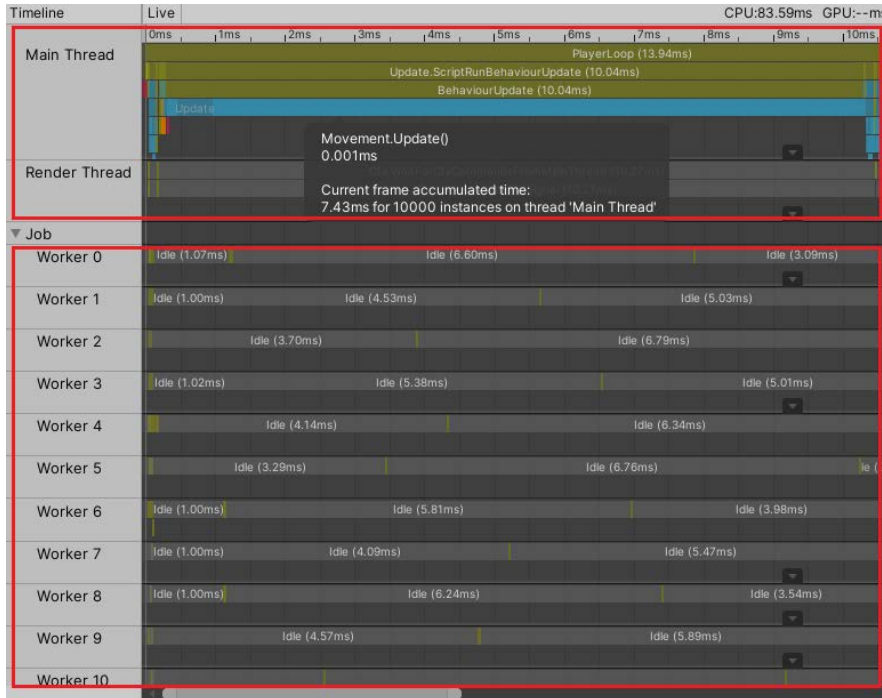 Timeline Live CPU:83.59ms GPU:--m
0ms 1ms 2ms 3ms 4ms 5ms 6ms 7ms 8ms 9ms 10ms
Main Thread
PlayerLoop (13.94ms)
Update.ScriptRunBehaviourUpdate (10.04ms)
BehaviourUpdate (10.04ms)
Update
Movement.Update()
0.001ms
Render Thread
Current frame accumulated time:
7.43ms for 10000 instances on thread 'Main Thread'
Job
Worker 0 Idle (1.07ms) Idle (6.60ms) Idle (3.09ms)
Worker 1 Idle (1.00ms) Idle (4.53ms) Idle (5.03ms)
Worker 2 Idle (3.70ms) Idle (6.79ms)
Worker 3 Idle (1.02ms) Idle (5.38ms) Idle (5.01ms)
Worker 4 Idle (4.14ms) Idle (6.34ms)
Worker 5 Idle (3.29ms) Idle (6.76ms)
Worker 6 Idle (1.00ms) Idle (5.81ms) Idle (3.98ms)
Worker 7 Idle (1.00ms) Idle (4.09ms) Idle (5.47ms)
Worker 8 Idle (1.00ms) Idle (6.24ms) Idle (3.54ms)
Worker 9 Idle (4.57ms) Idle (5.89ms)
Worker 10